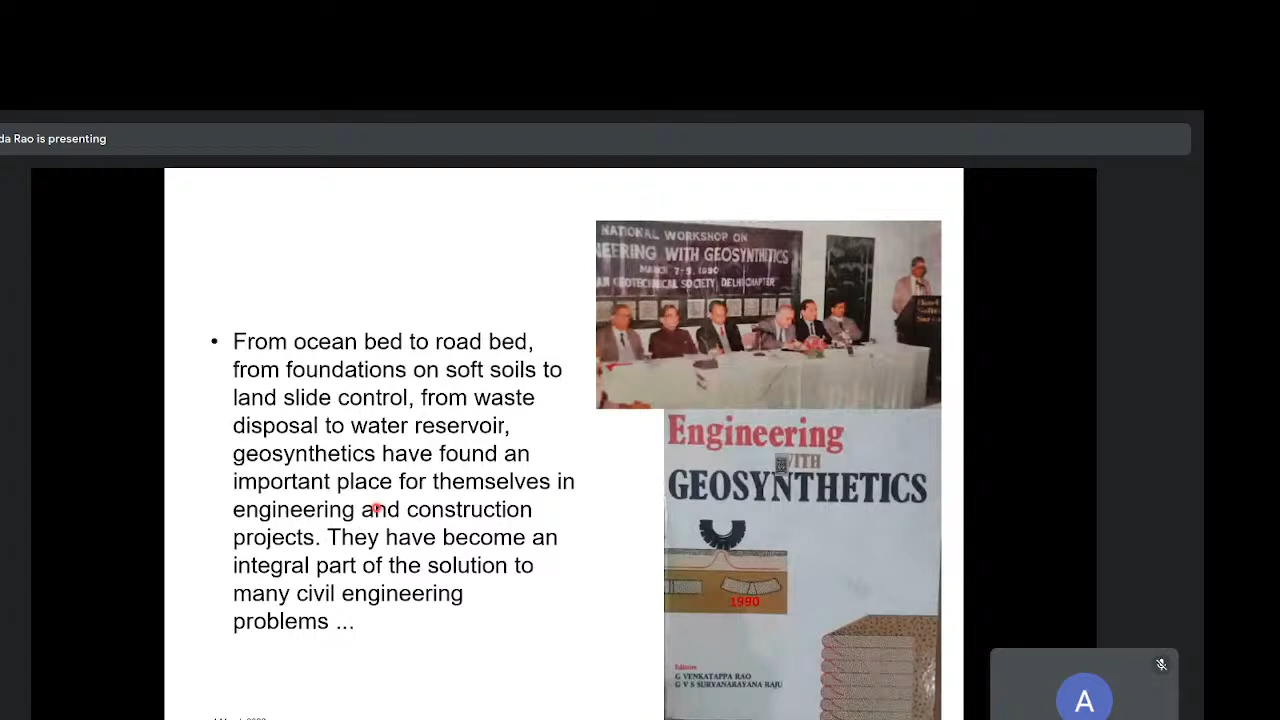 da Rao is presenting
NATIONAL WORKSHOP ON
NEERING WITH GEOSYNTHETICS
MARCH 7-9, 1990
AN GEOTECHNICAL SOCIETY, DELHI CHAPTER
• From ocean bed to road bed,
from foundations on soft soils to
land slide control, from waste
disposal to water reservoir,
geosynthetics have found an
important place for themselves in
engineering and construction
projects. They have become an
integral part of the solution to
many civil engineering
problems ...
Engineering
WITH
GEOSYNTHETICS
1990
Editors
G VENKATAPPA RAO
G V S SURYANARAYANA RAJU
A